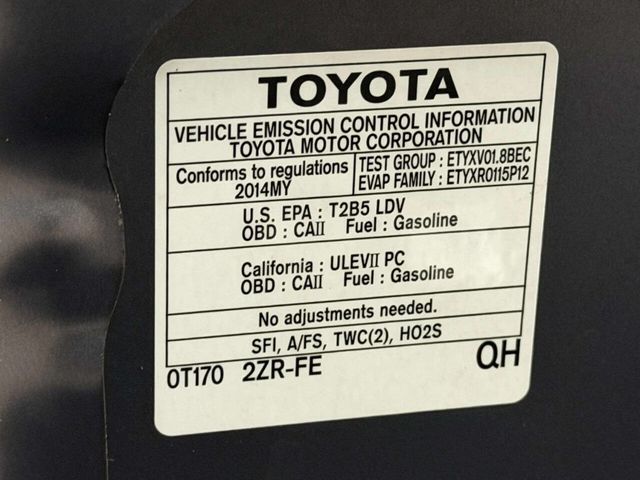 TOYOTA
VEHICLE EMISSION CONTROL INFORMATION
TOYOTA MOTOR CORPORATION
Conforms to regulations
2014MY
TEST GROUP : ETYXV01.8BEC
EVAP FAMILY : ETYXR0115P12
U.S. EPA : T2B5 LDV
OBD : CAII Fuel : Gasoline
California : ULEVII PC
OBD : CAII Fuel : Gasoline
No adjustments needed.
SFI, A/FS, TWC(2), HO2S
0T170 2ZR-FE QH